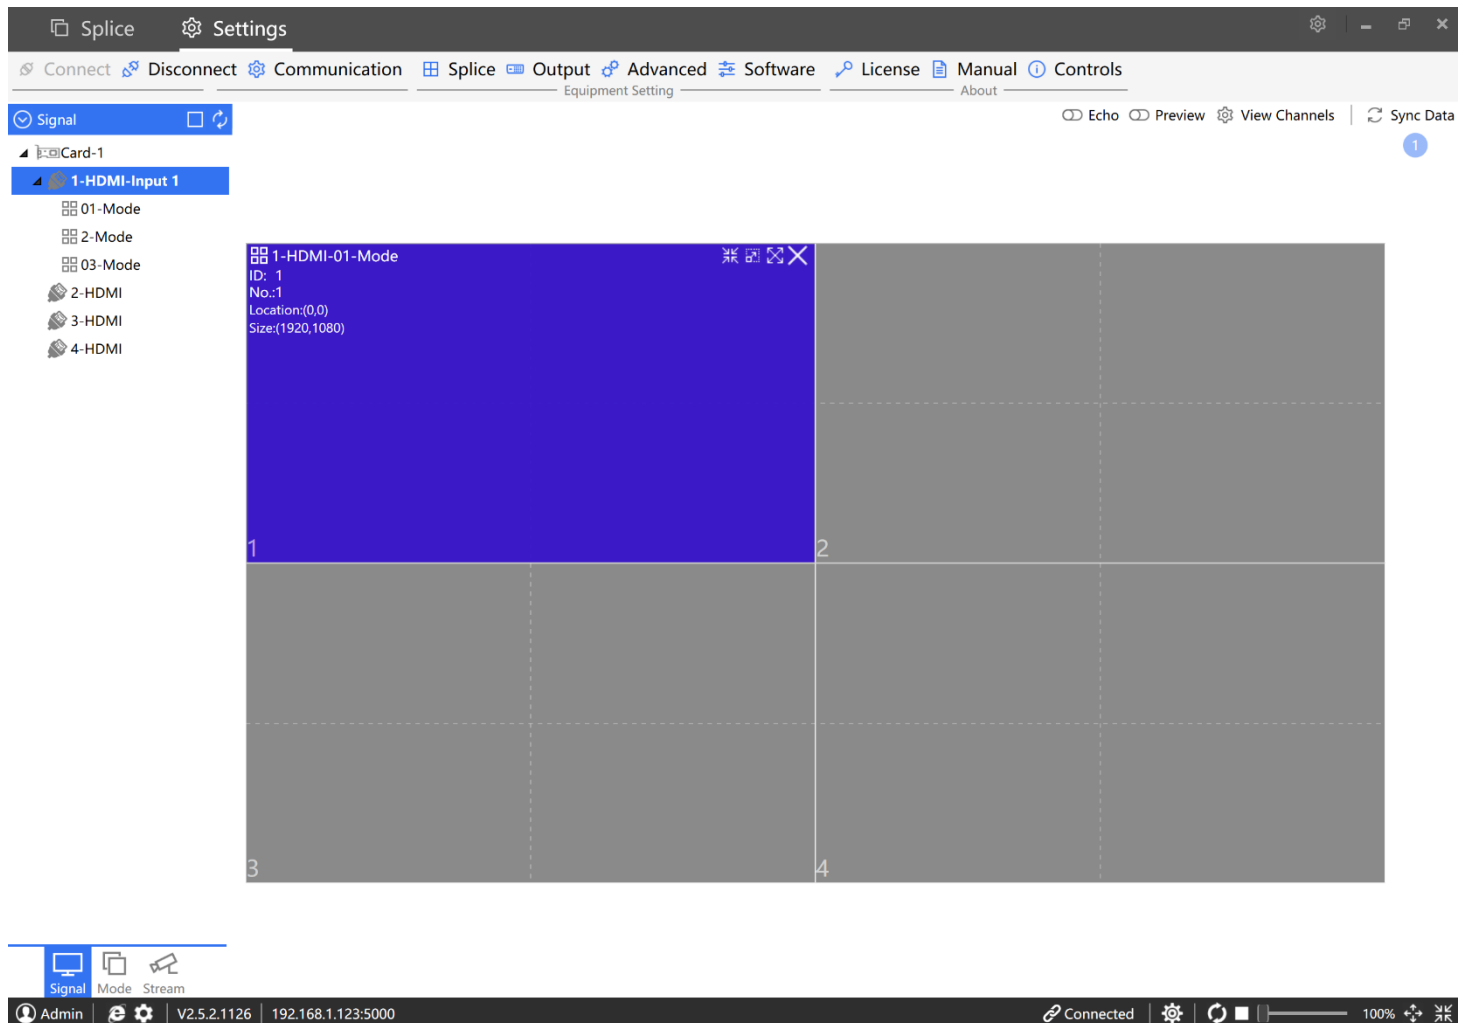 Splice Settings
Connect Disconnect Communication Splice Output Advanced Software License Manual Controls
Equipment Setting About
Signal Echo Preview View Channels Sync Data
1
Card-1
1-HDMI-Input 1
01-Mode
2-Mode
03-Mode
2-HDMI
3-HDMI
4-HDMI
1-HDMI-01-Mode
ID: 1
No.:1
Location:(0,0)
Size:(1920,1080)
1 2
3 4
Signal Mode Stream
Admin V2.5.2.1126 192.168.1.123:5000 Connected 100%